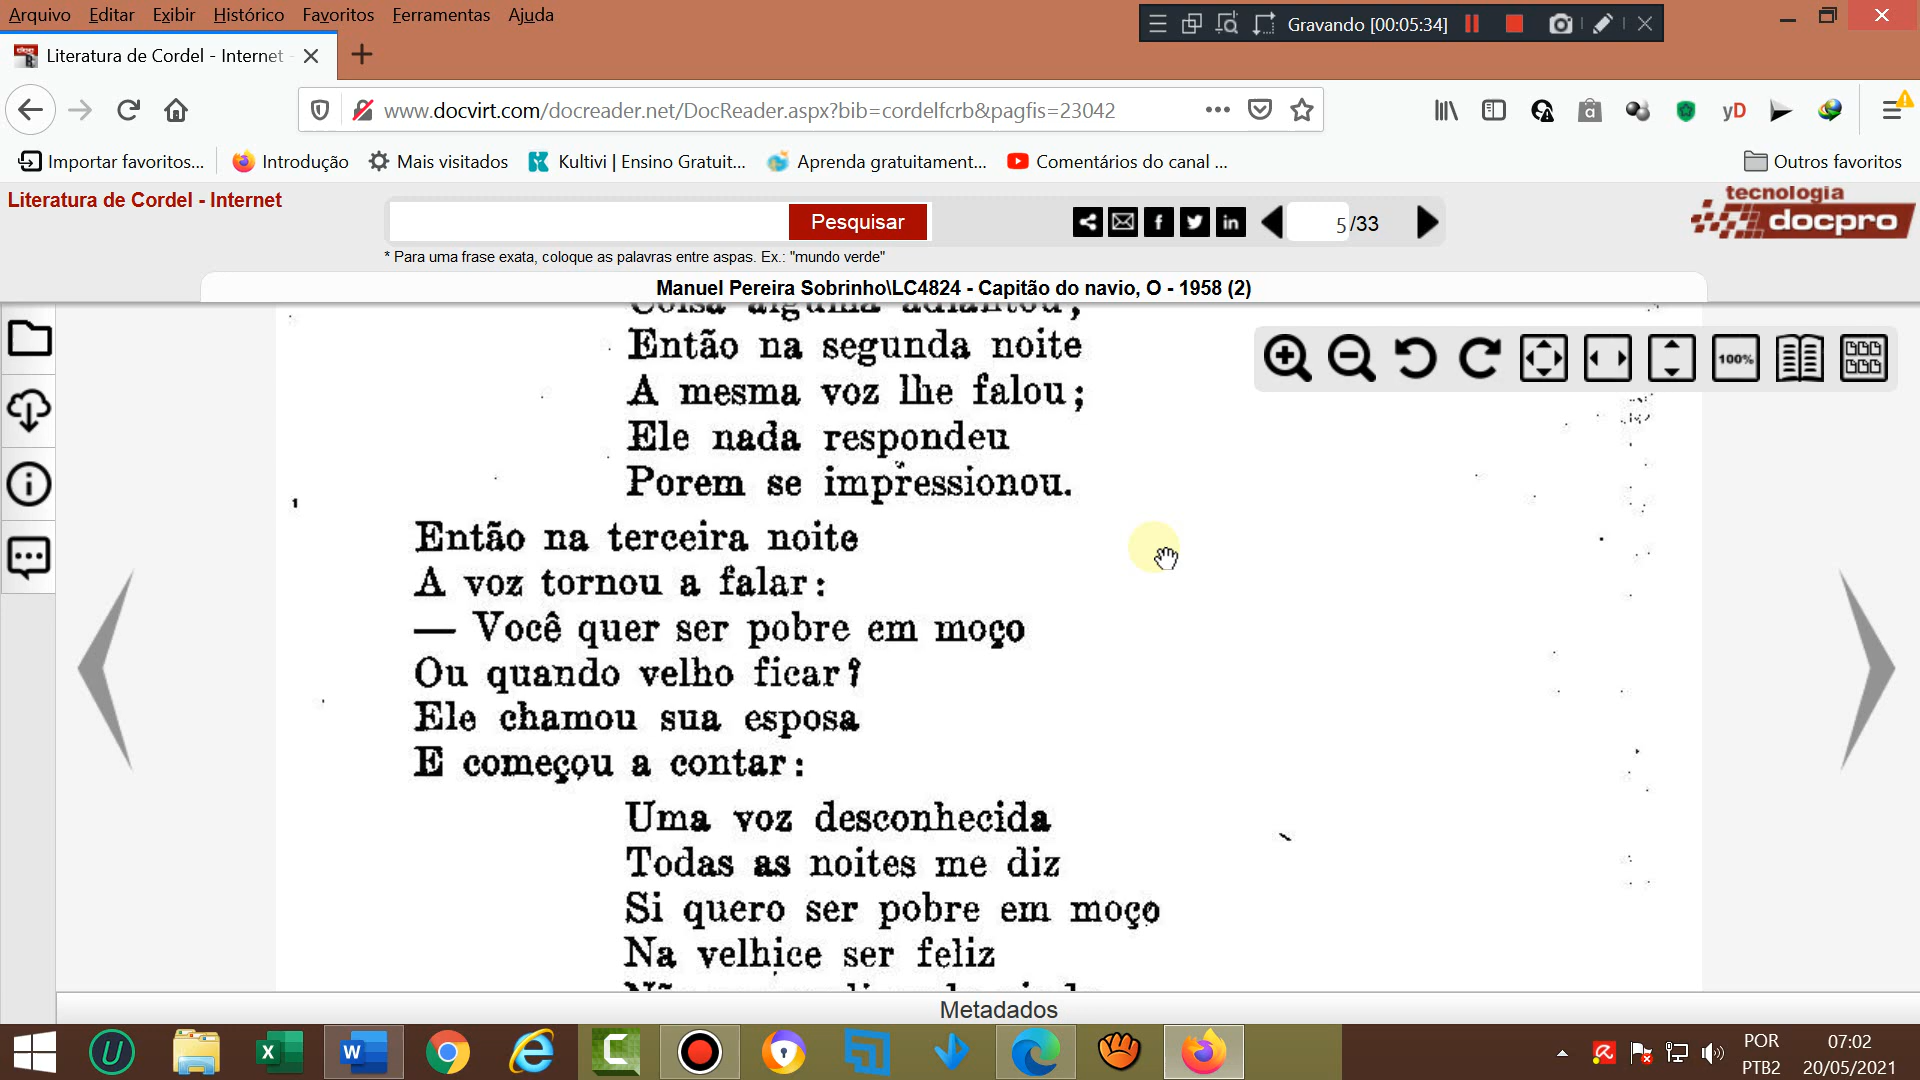 Arquivo Editar Exibir Histórico Favoritos Ferramentas Ajuda
Gravando [00:05:34]
Literatura de Cordel - Internet -
www.docvirt.com/docreader.net/DocReader.aspx?bib=cordelfcrb&pagfis=23042
Importar favoritos... Introdução Mais visitados Kultivi | Ensino Gratuit... Aprenda gratuitament... Comentários do canal ... Outros favoritos
Literatura de Cordel - Internet
Pesquisar
5 /33
tecnologia
docpro
* Para uma frase exata, coloque as palavras entre aspas. Ex.: "mundo verde"
Manuel Pereira Sobrinho\LC4824 - Capitão do navio, O - 1958 (2)
Coisa alguma adiantou;
Então na segunda noite
A mesma voz lhe falou;
Ele nada respondeu
Porem se impressionou.
100%
Então na terceira noite
A voz tornou a falar:
— Você quer ser pobre em moço
Ou quando velho ficar?
Ele chamou sua esposa
E começou a contar:
Uma voz desconhecida
Todas as noites me diz
Si quero ser pobre em moço
Na velhice ser feliz
Metadados
POR
PTB2
07:02
20/05/2021